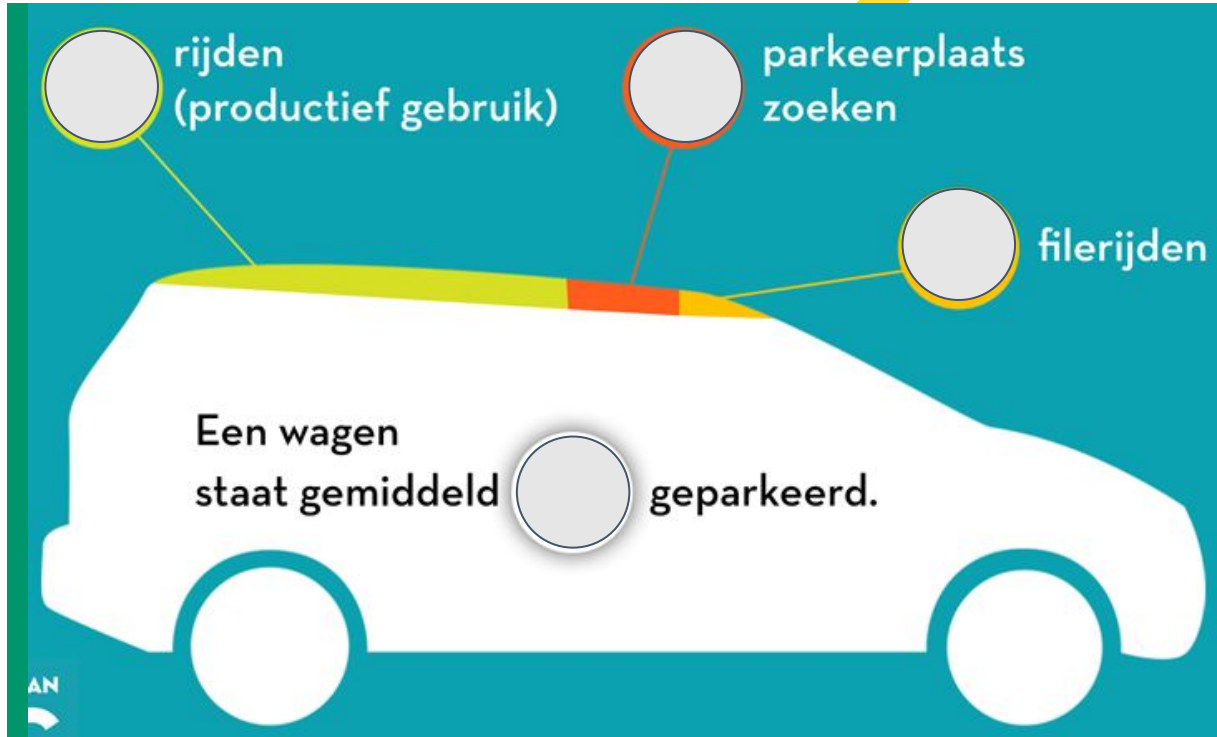 rijden
(productief gebruik)
parkeerplaats
zoeken
filerijden
Een wagen
staat gemiddeld geparkeerd.
AN